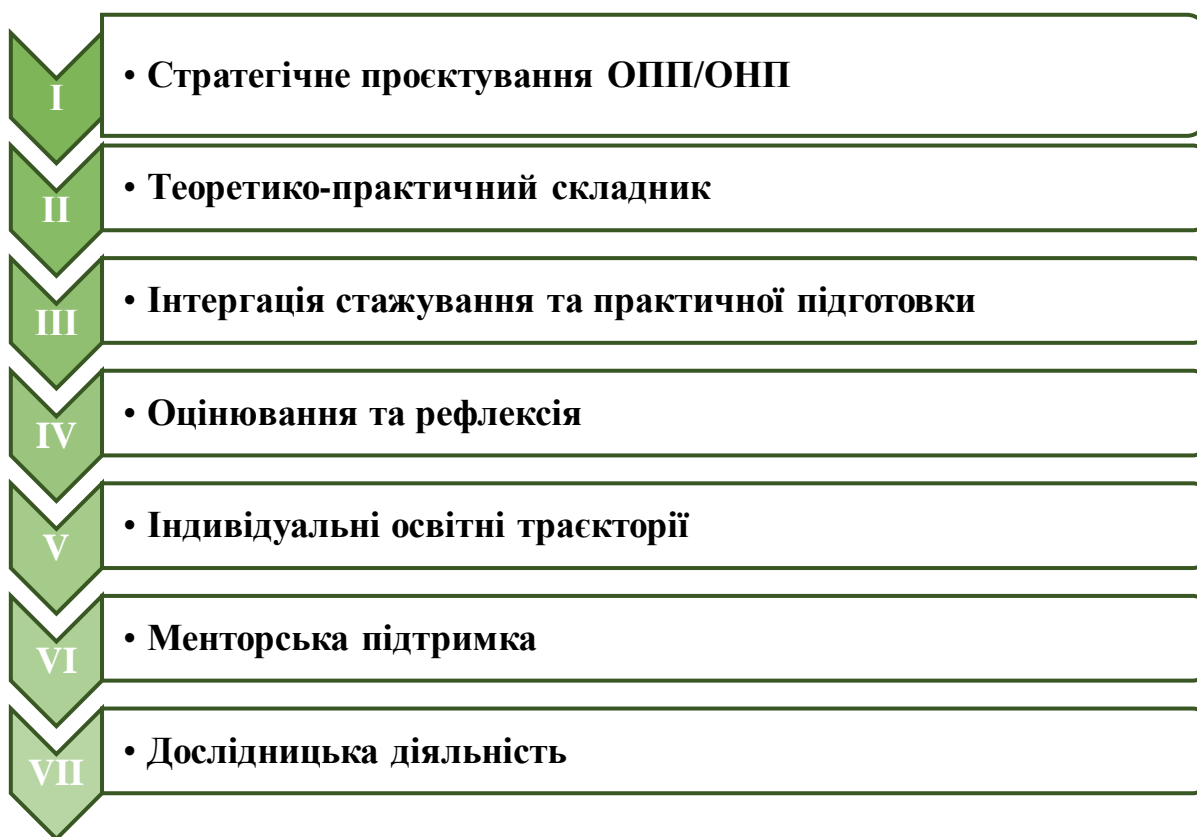 I
• Стратегічне проєктування ОПП/ОНП
II
• Теоретико-практичний складник
III
• Інтергація стажування та практичної підготовки
IV
• Оцінювання та рефлексія
V
• Індивідуальні освітні траєкторії
VI
• Менторська підтримка
VII
• Дослідницька діяльність